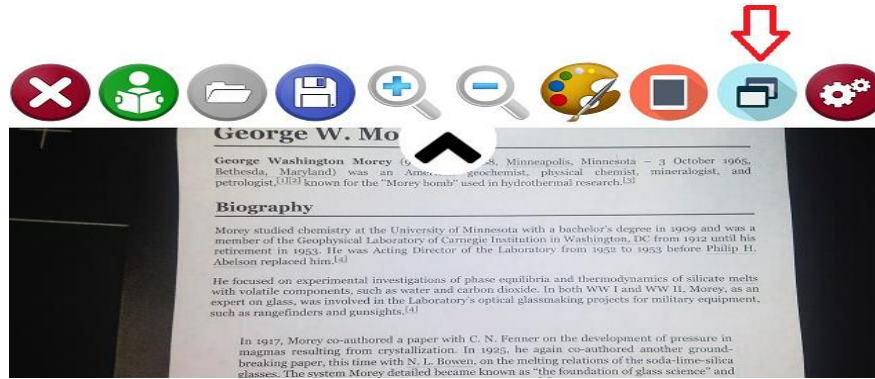 George W. Mo
George Washington Morey (9 8, Minneapolis, Minnesota – 3 October 1965,
Bethesda, Maryland) was an Ame geochemist, physical chemist, mineralogist, and
petrologist,[1][2] known for the "Morey bomb" used in hydrothermal research.[3]
Biography
Morey studied chemistry at the University of Minnesota with a bachelor's degree in 1909 and was a
member of the Geophysical Laboratory of Carnegie Institution in Washington, DC from 1912 until his
retirement in 1953. He was Acting Director of the Laboratory from 1952 to 1953 before Philip H.
Abelson replaced him.[4]
He focused on experimental investigations of phase equilibria and thermodynamics of silicate melts
with volatile components, such as water and carbon dioxide. In both WW I and WW II, Morey, as an
expert on glass, was involved in the Laboratory's optical glassmaking projects for military equipment,
such as rangefinders and gunsights.[4]
In 1917, Morey co-authored a paper with C. N. Fenner on the development of pressure in
magmas resulting from crystallization. In 1925, he again co-authored another ground-
breaking paper, this time with N. L. Bowen, on the melting relations of the soda-lime-silica
glasses. The system Morey detailed became known as "the foundation of glass science" and